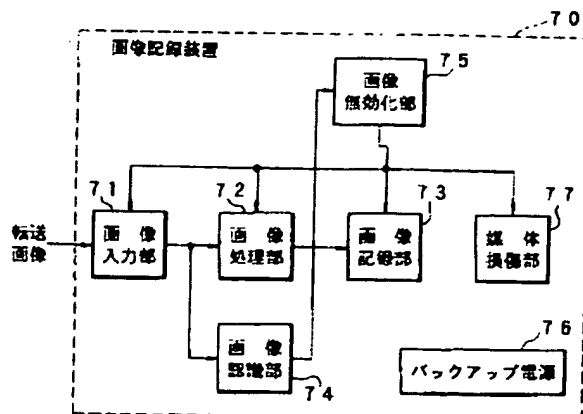 70
画像記録装置
75
画像
無効化部
71
72
73
77
転送
画像
画像
入力部
画像
処理部
画像
記録部
媒体
損傷部
画像
認識部
74
76
バックアップ電源